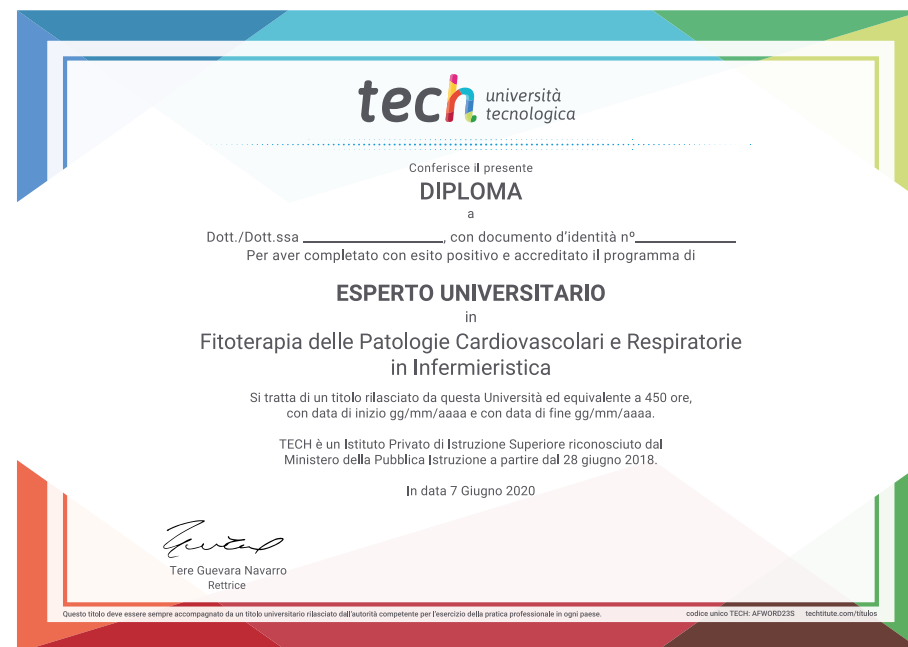 tech università
tecnologica
Conferisce il presente
DIPLOMA
a
Dott./Dott.ssa ____________, con documento d'identità nº____________
Per aver completato con esito positivo e accreditato il programma di
ESPERTO UNIVERSITARIO
in
Fitoterapia delle Patologie Cardiovascolari e Respiratorie
in Infermieristica
Si tratta di un titolo rilasciato da questa Università ed equivalente a 450 ore,
con data di inizio gg/mm/aaaa e con data di fine gg/mm/aaaa.
TECH è un Istituto Privato di Istruzione Superiore riconosciuto dal
Ministero della Pubblica Istruzione a partire dal 28 giugno 2018.
In data 7 Giugno 2020
Tere Guevara Navarro
Rettrice
Questo titolo deve essere sempre accompagnato da un titolo universitario rilasciato dall'autorità competente per l'esercizio della pratica professionale in ogni paese. codice unico TECH: AFWORD23S techtitute.com/titulos